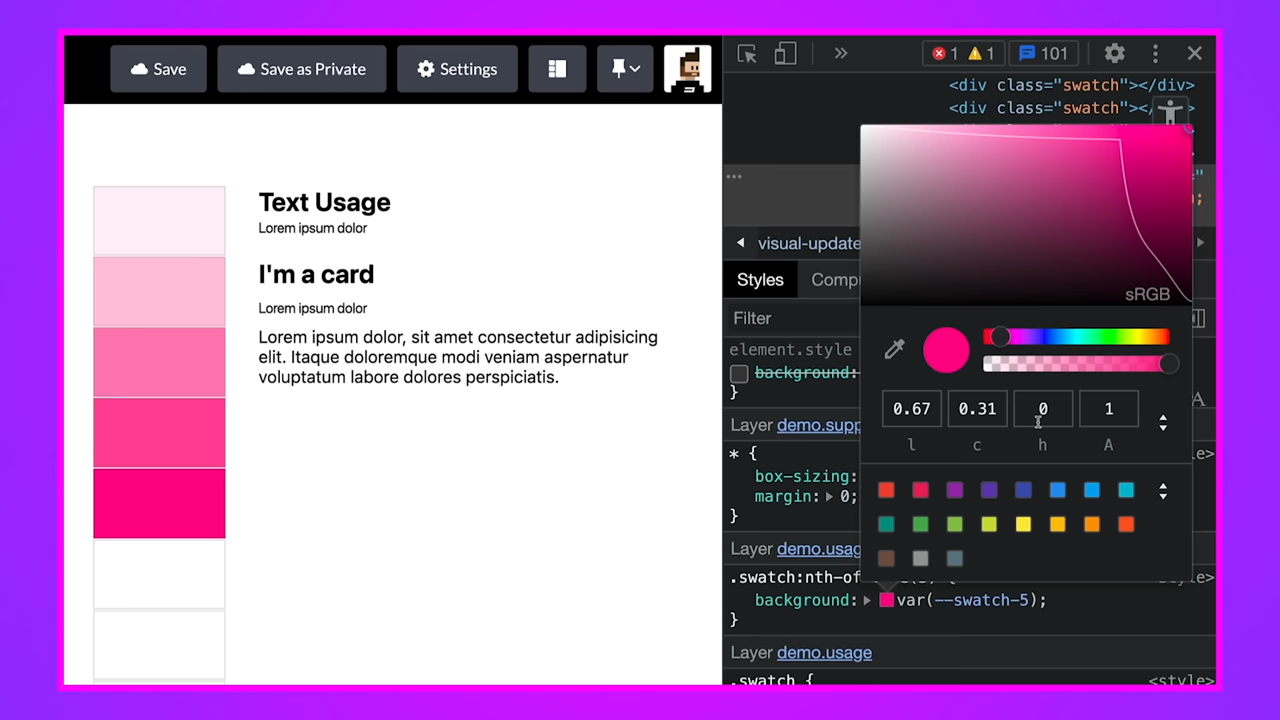 Save
Save as Private
Settings
1
1
101
<div class="swatch"></div>
<div class="swatch"></
Text Usage
Lorem ipsum dolor
I'm a card
Lorem ipsum dolor
Lorem ipsum dolor, sit amet consectetur adipisicing
elit. Itaque doloremque modi veniam aspernatur
voluptatum labore dolores perspiciatis.
visual-update
Styles
Compu
Filter
element.style
background:
}
Layer demo.supp
* {
box-sizing:
margin: 0;
}
Layer demo.usag
background: var(--swatch-5);
}
Layer demo.usage
<style>
.swatch {
sRGB
0.67
0.31
0
1
l
c
h
A